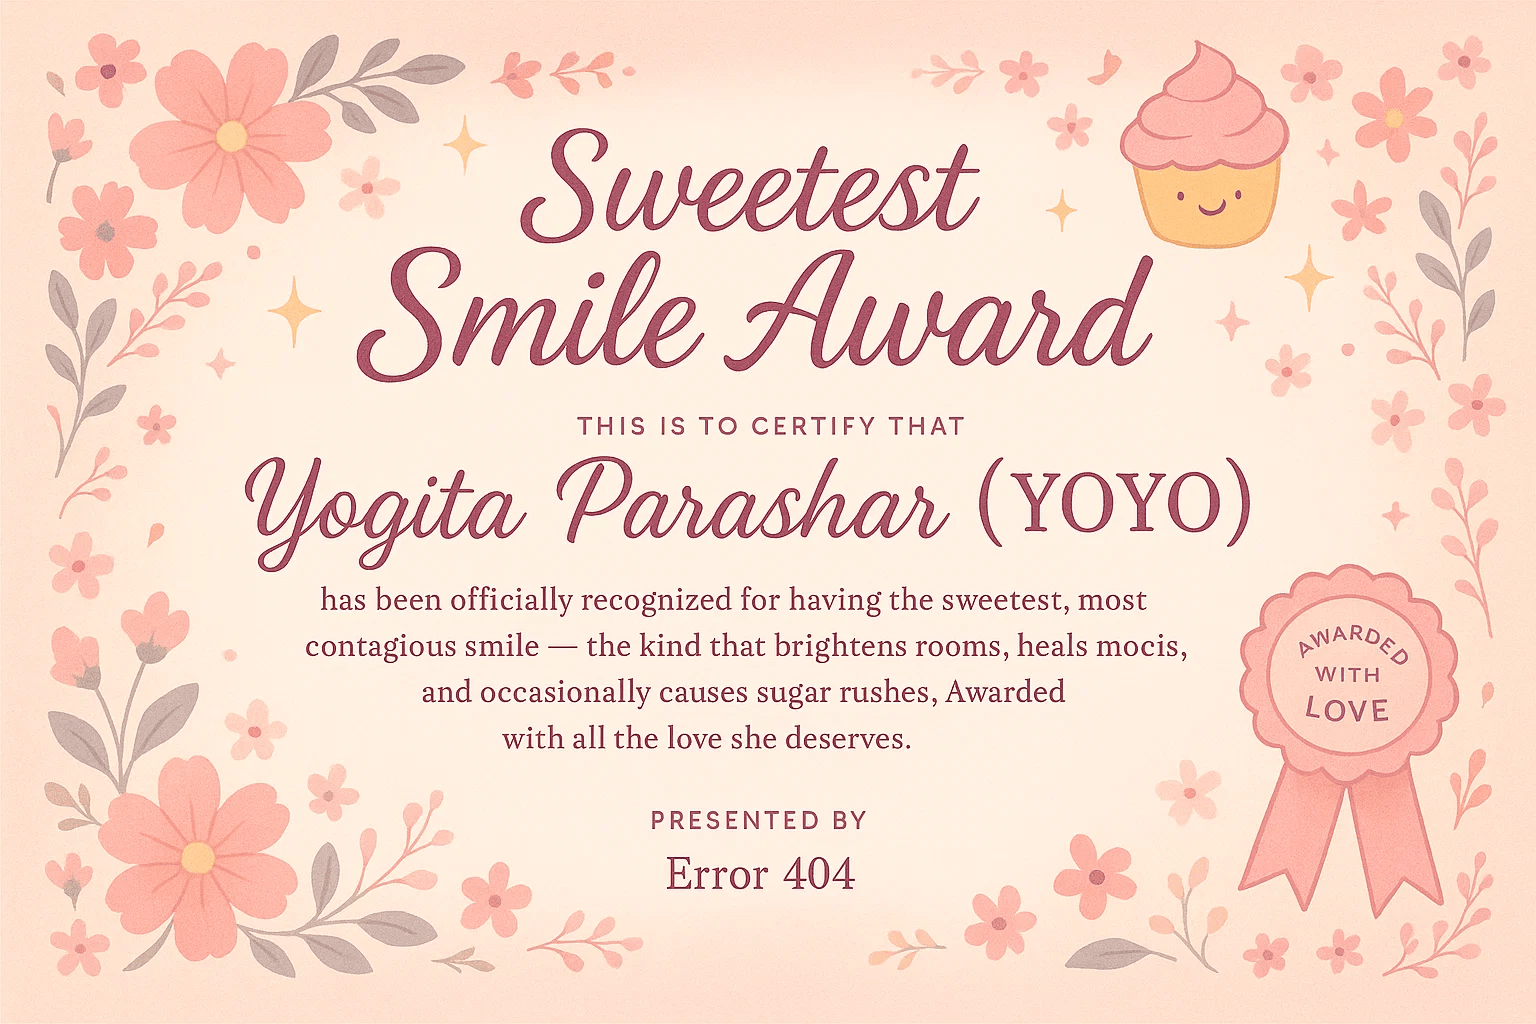 Sweetest
Smile Award
THIS IS TO CERTIFY THAT
Yogita Parashar (YOYO)
has been officially recognized for having the sweetest, most
contagious smile — the kind that brightens rooms, heals mocis,
and occasionally causes sugar rushes, Awarded
with all the love she deserves.
AWARDED
WITH
LOVE
PRESENTED BY
Error 404